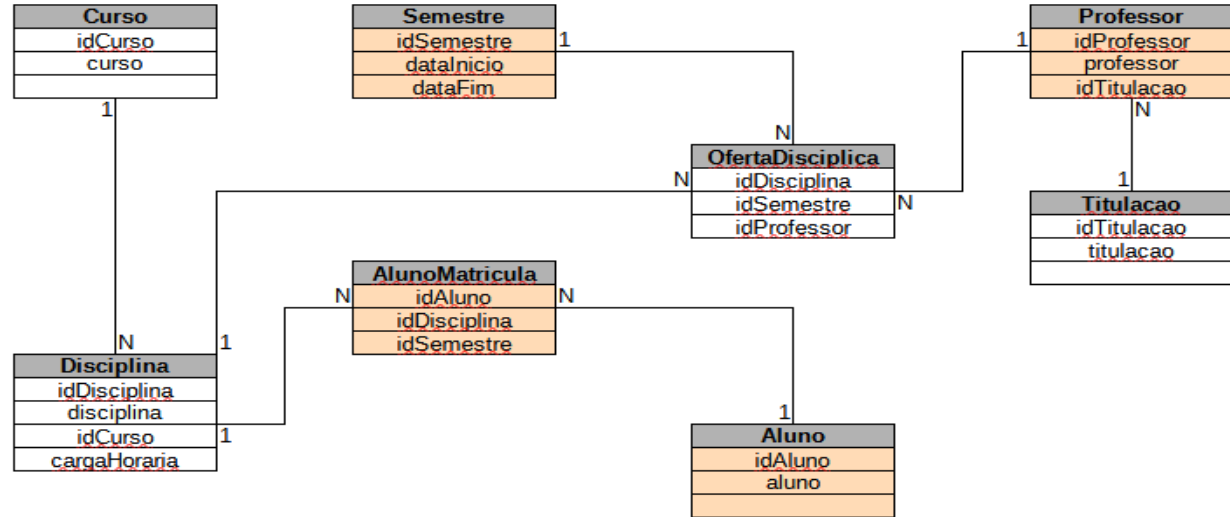 Curso
idCurso
curso
1
Semestre
idSemestre
dataInicio
dataFim
1
Professor
idProfessor
professor
idTitulacao
1
N
N
OfertaDisciplica
idDisciplina
idSemestre
idProfessor
N
N
1
Titulacao
idTitulacao
titulacao
AlunoMatricula
idAluno
idDisciplina
idSemestre
N
N
N
1
Disciplina
idDisciplina
disciplina
idCurso
cargaHoraria
1
1
Aluno
idAluno
aluno